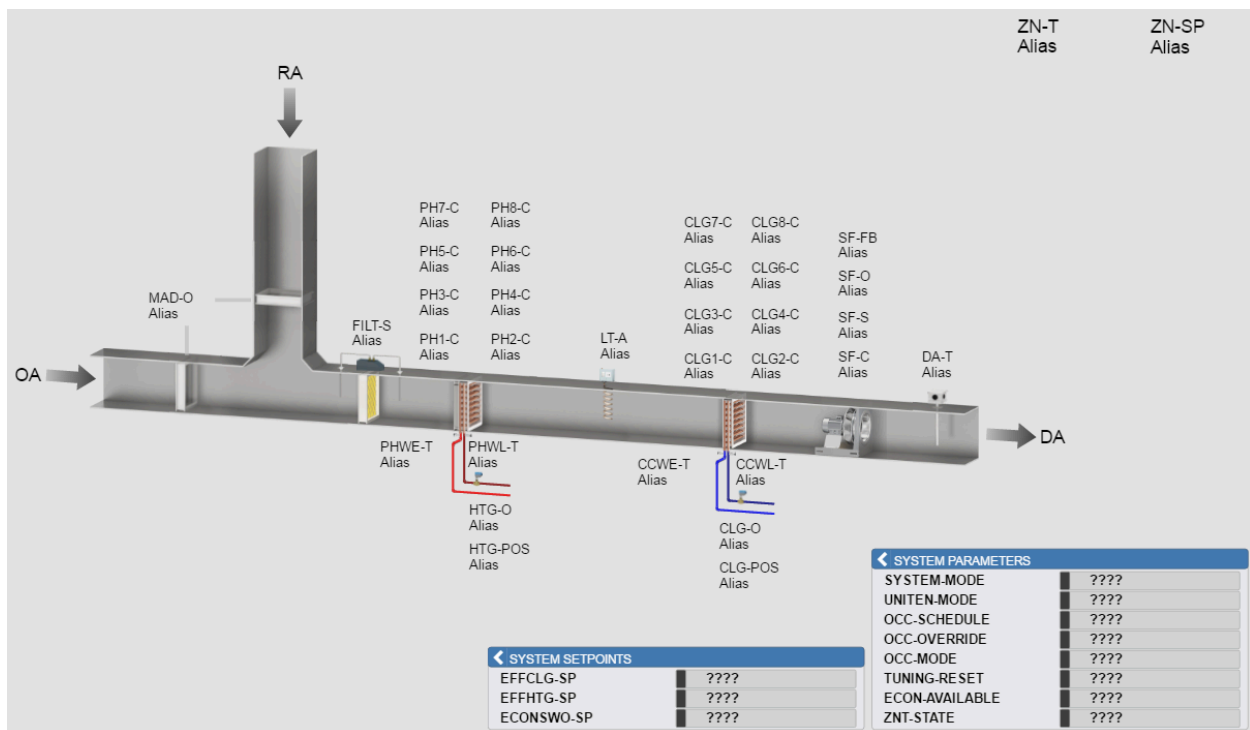 ZN-T
Alias
ZN-SP
Alias
RA
PH7-C
Alias
PH8-C
Alias
CLG7-C
Alias
CLG8-C
Alias
SF-FB
Alias
PH5-C
Alias
PH6-C
Alias
CLG5-C
Alias
CLG6-C
Alias
SF-O
Alias
MAD-O
Alias
PH3-C
Alias
PH4-C
Alias
CLG3-C
Alias
CLG4-C
Alias
SF-S
Alias
FILT-S
Alias
PH1-C
Alias
PH2-C
Alias
LT-A
Alias
CLG1-C
Alias
CLG2-C
Alias
SF-C
Alias
DA-T
Alias
OA
DA
PHWE-T
Alias
PHWL-T
Alias
CCWE-T
Alias
CCWL-T
Alias
HTG-O
Alias
HTG-POS
Alias
CLG-O
Alias
CLG-POS
Alias
SYSTEM PARAMETERS
SYSTEM-MODE ????
UNITEN-MODE ????
OCC-SCHEDULE ????
OCC-OVERRIDE ????
OCC-MODE ????
TUNING-RESET ????
ECON-AVAILABLE ????
ZNT-STATE ????
SYSTEM SETPOINTS
EFFCLG-SP ????
EFFHTG-SP ????
ECONSWO-SP ????